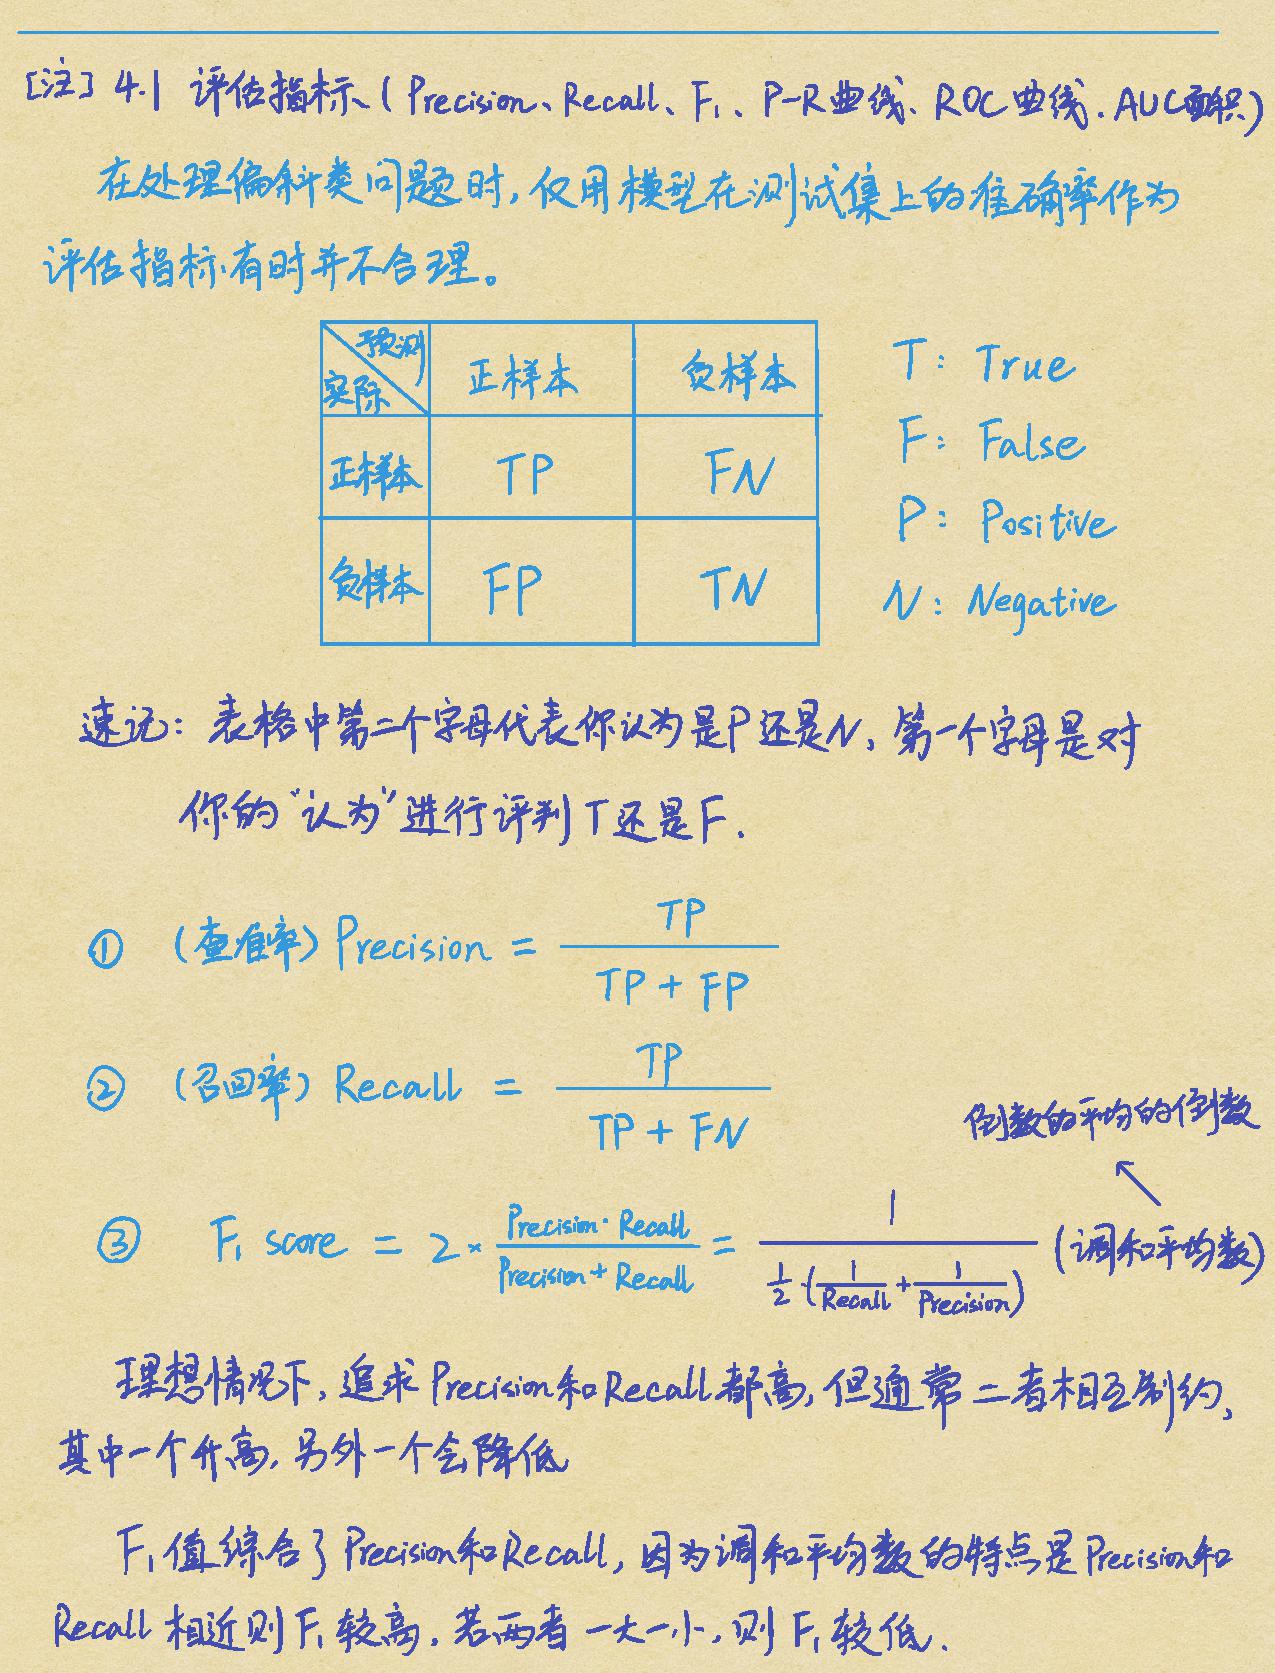 [注] 4.1 评估指标、(Precision、Recall、F₁、P-R曲线、ROC曲线、AUC面积)
在处理偏斜类问题时，仅用模型在测试集上的准确率作为
评估指标有时并不合理。
预测
实际
正样本 负样本
正样本 TP FN
负样本 FP TN
T: True
F: False
P: Positive
N: Negative
速记：表格中第二个字母代表你认为是P还是N，第一个字母是对
你的“认为”进行评判T还是F.
① (查准率) Precision = TP / (TP + FP)
② (召回率) Recall = TP / (TP + FN)
倒数的平均的倒数
③ F₁ score = 2 · (Precision · Recall) / (Precision + Recall) = 1 / (1/2 · (1/Recall + 1/Precision)) (调和平均数)
理想情况下，追求Precision和Recall都高，但通常二者相互制约，
其中一个升高，另外一个会降低
F₁值综合了Precision和Recall，因为调和平均数的特点是Precision和
Recall相近则F₁较高，若两者一大一小，则F₁较低.